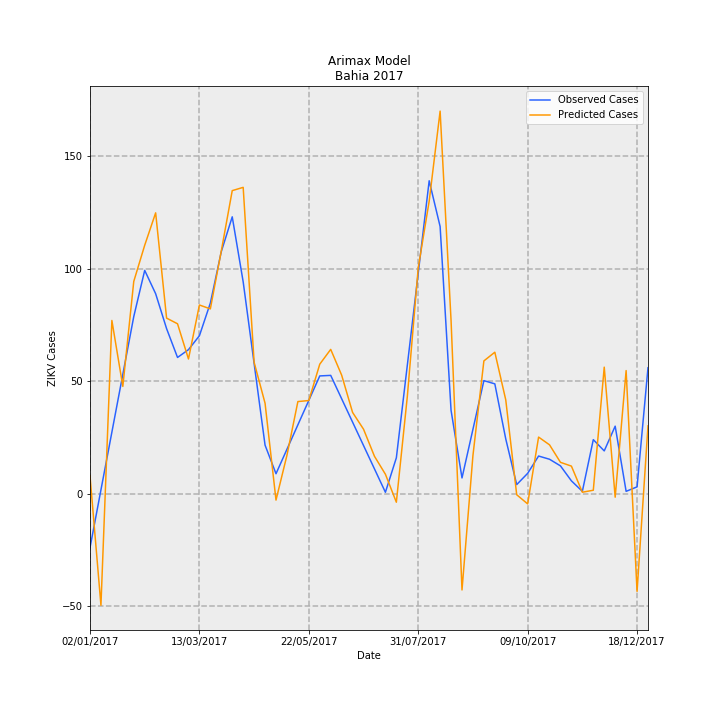 Arimax Model
Bahia 2017
Observed Cases
Predicted Cases
ZIKV Cases
150
100
50
0
−50
02/01/2017
13/03/2017
22/05/2017
31/07/2017
09/10/2017
18/12/2017
Date